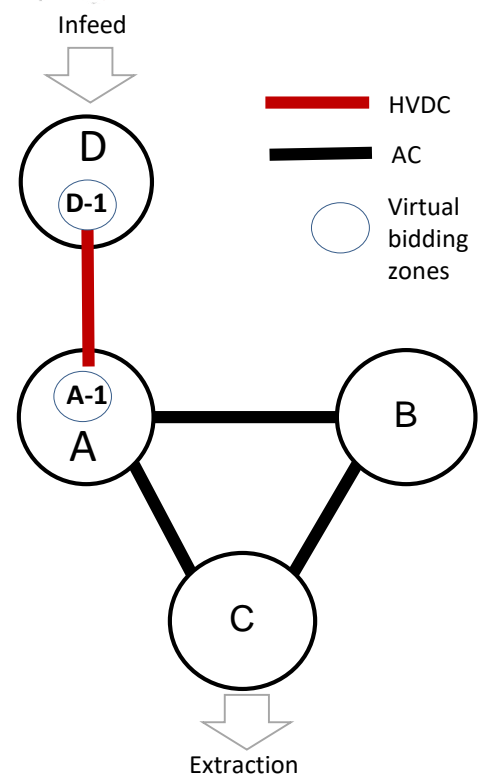 Infeed
D
D-1
HVDC
AC
Virtual
bidding
zones
A-1
A
B
C
Extraction